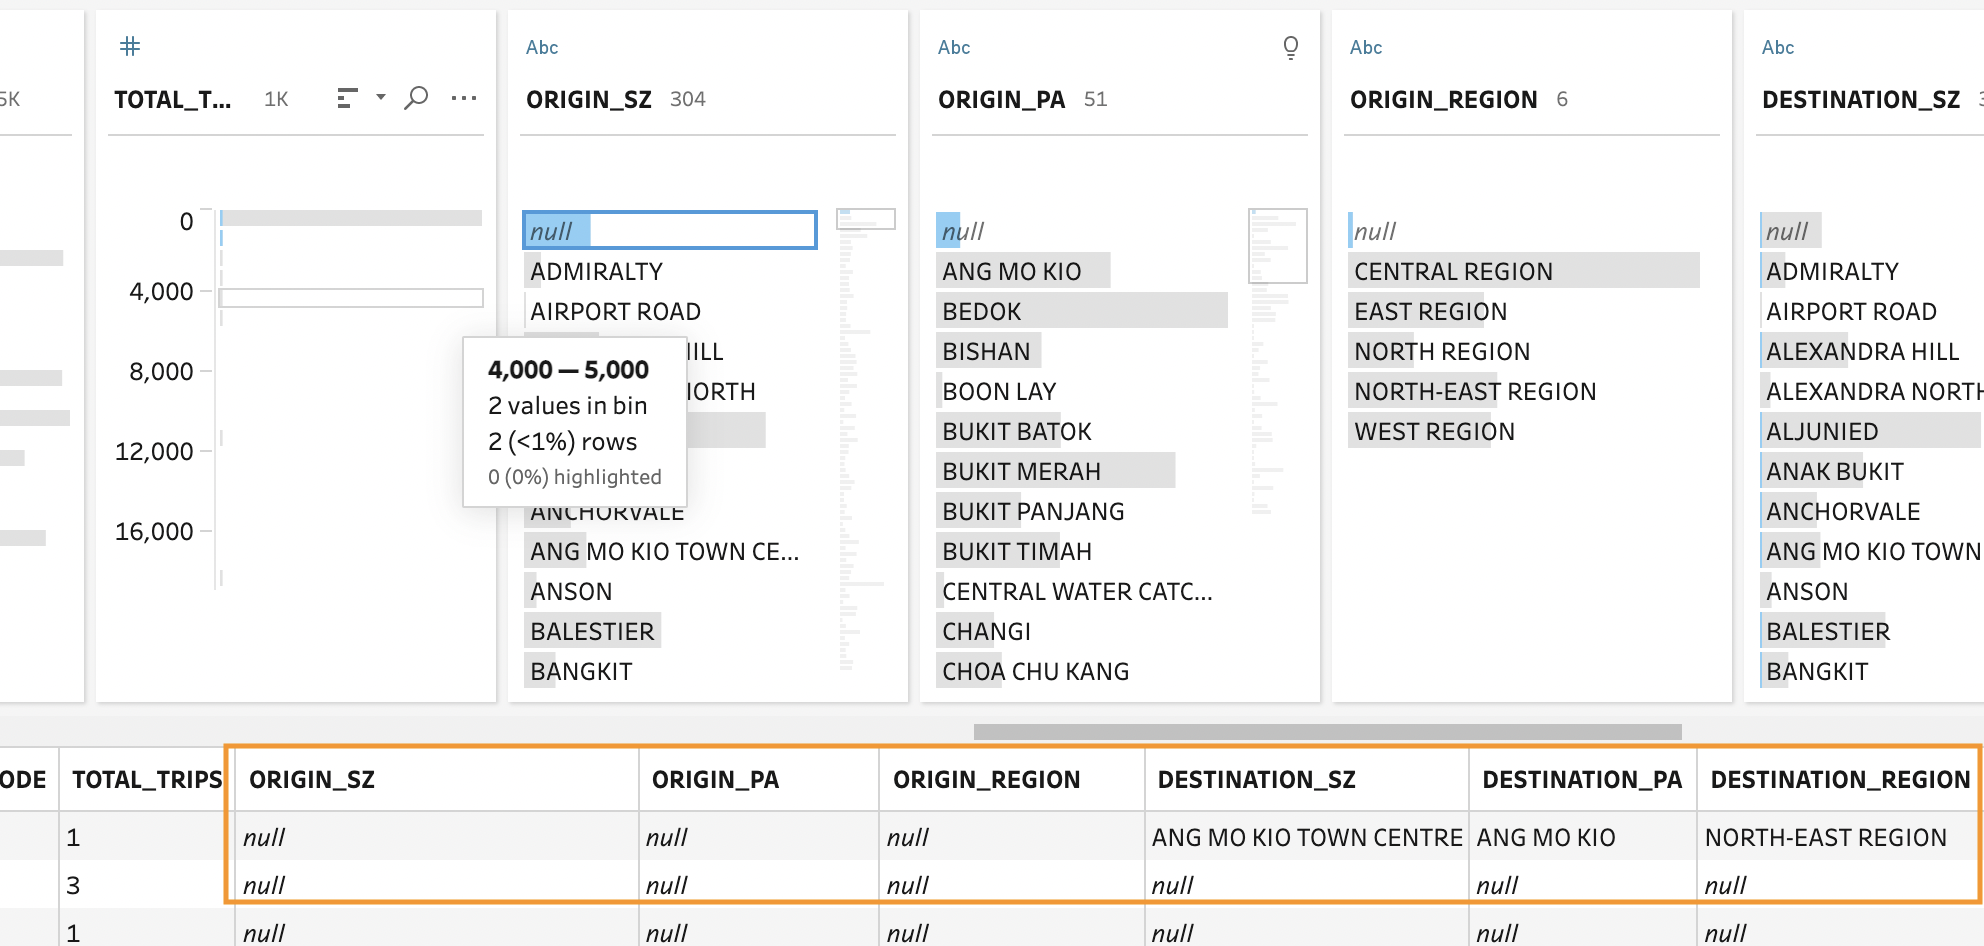 5K
TOTAL_T... 1K
0
4,000
8,000
12,000
16,000
4,000 — 5,000
2 values in bin
2 (<1%) rows
0 (0%) highlighted
Abc
ORIGIN_SZ 304
null
ADMIRALTY
AIRPORT ROAD
HILL
NORTH
ANCHORVALE
ANG MO KIO TOWN CE...
ANSON
BALESTIER
BANGKIT
Abc
ORIGIN_PA 51
null
ANG MO KIO
BEDOK
BISHAN
BOON LAY
BUKIT BATOK
BUKIT MERAH
BUKIT PANJANG
BUKIT TIMAH
CENTRAL WATER CATC...
CHANGI
CHOA CHU KANG
Abc
ORIGIN_REGION 6
null
CENTRAL REGION
EAST REGION
NORTH REGION
NORTH-EAST REGION
WEST REGION
Abc
DESTINATION_SZ 3
null
ADMIRALTY
AIRPORT ROAD
ALEXANDRA HILL
ALEXANDRA NORTH
ALJUNIED
ANAK BUKIT
ANCHORVALE
ANG MO KIO TOWN
ANSON
BALESTIER
BANGKIT
ODE TOTAL_TRIPS ORIGIN_SZ ORIGIN_PA ORIGIN_REGION DESTINATION_SZ DESTINATION_PA DESTINATION_REGION
1 null null null ANG MO KIO TOWN CENTRE ANG MO KIO NORTH-EAST REGION
3 null null null null null null
1 null null null null null null